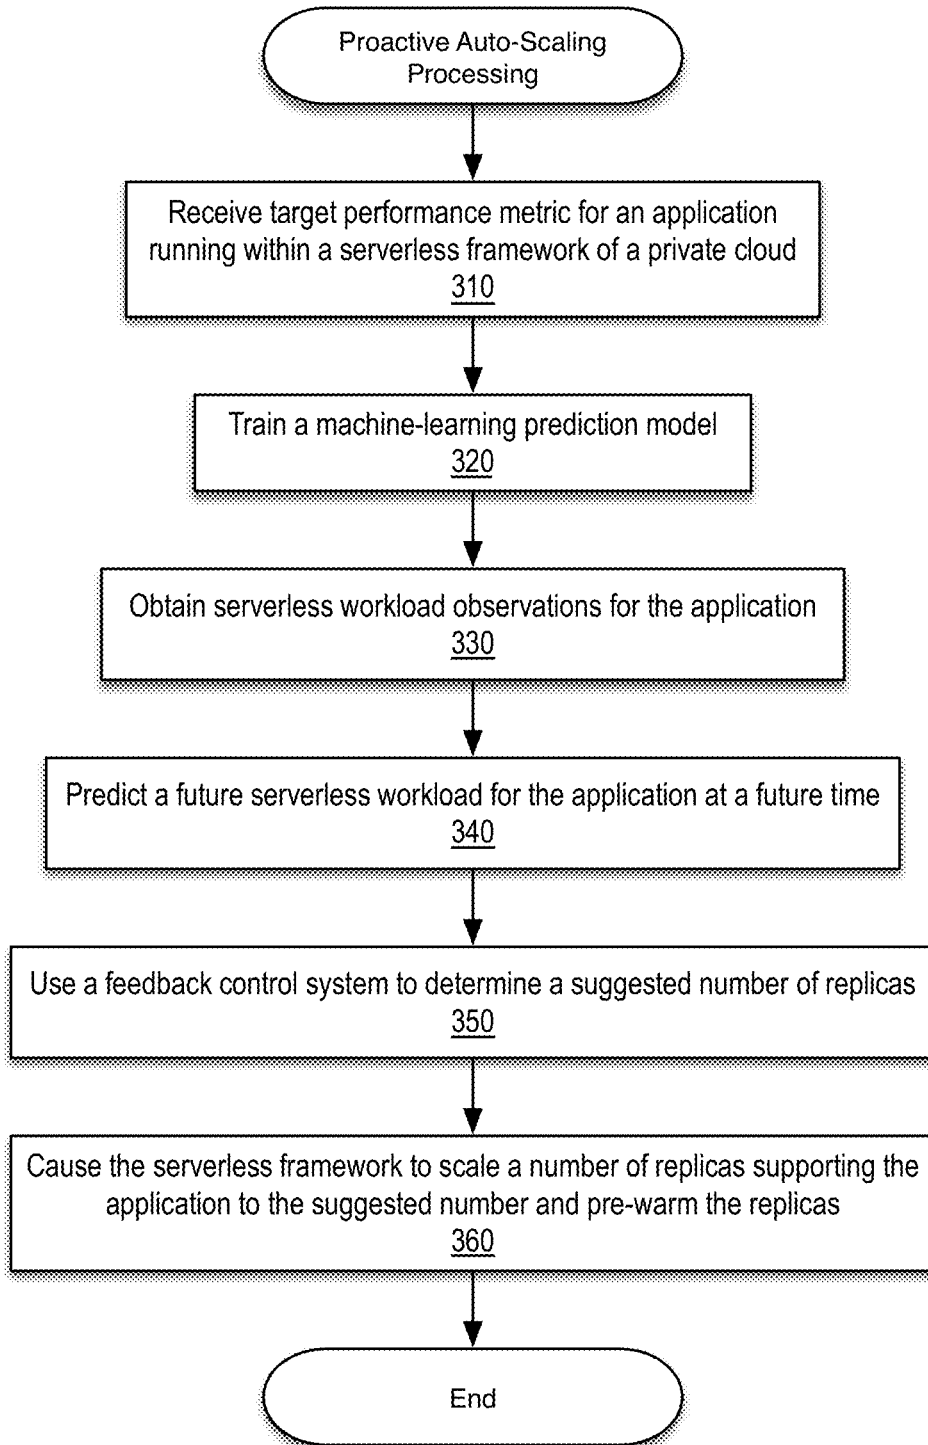 Proactive Auto-Scaling
Processing
Receive target performance metric for an application
running within a serverless framework of a private cloud
310
Train a machine-learning prediction model
320
Obtain serverless workload observations for the application
330
Predict a future serverless workload for the application at a future time
340
Use a feedback control system to determine a suggested number of replicas
350
Cause the serverless framework to scale a number of replicas supporting the
application to the suggested number and pre-warm the replicas
360
End